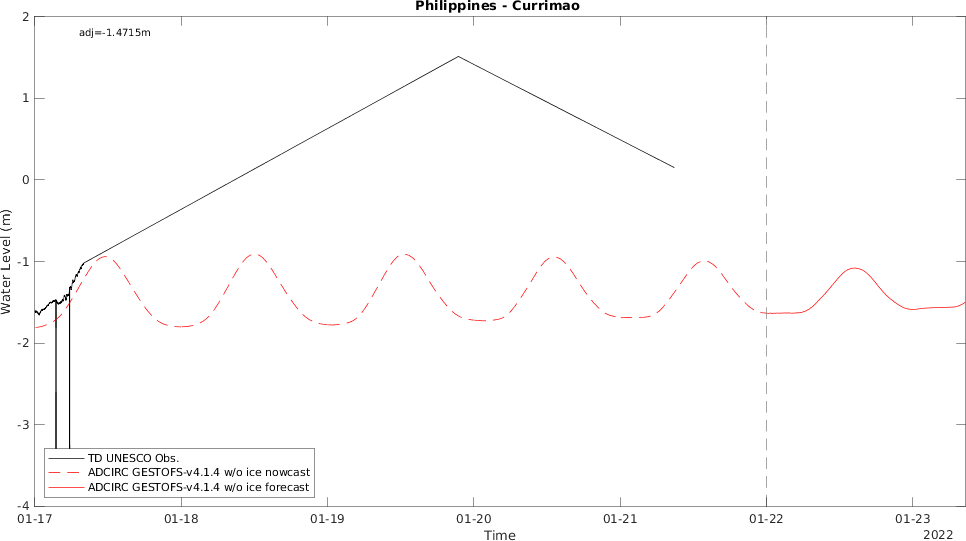 Philippines - Currimao
adj=-1.4715m
2
1
0
-1
-2
-3
-4
Water Level (m)
TD UNESCO Obs.
ADCIRC GESTOFS-v4.1.4 w/o ice nowcast
ADCIRC GESTOFS-v4.1.4 w/o ice forecast
01-17
01-18
01-19
01-20
01-21
01-22
01-23
Time
2022